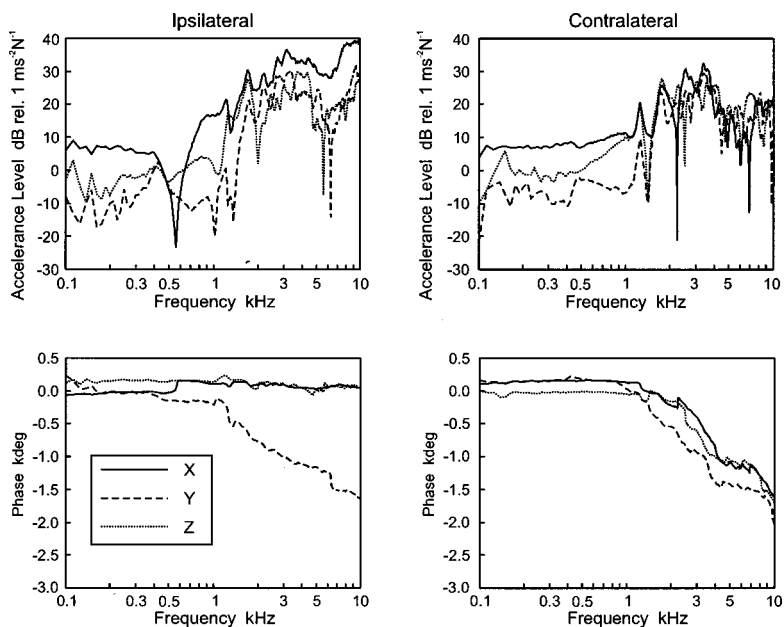 Ipsilateral
Contralateral
Accelerance Level dB rel. 1 ms⁻²N⁻¹
40
30
20
10
0
-10
-20
-30
0.1 0.3 0.5 1 3 5 10
Frequency kHz
Accelerance Level dB rel. 1 ms⁻²N⁻¹
40
30
20
10
0
-10
-20
-30
0.1 0.3 0.5 1 3 5 10
Frequency kHz
Phase kdeg
0.5
0.0
-0.5
-1.0
-1.5
-2.0
-2.5
-3.0
X
Y
Z
0.1 0.3 0.5 1 3 5 10
Frequency kHz
Phase kdeg
0.5
0.0
-0.5
-1.0
-1.5
-2.0
-2.5
-3.0
0.1 0.3 0.5 1 3 5 10
Frequency kHz